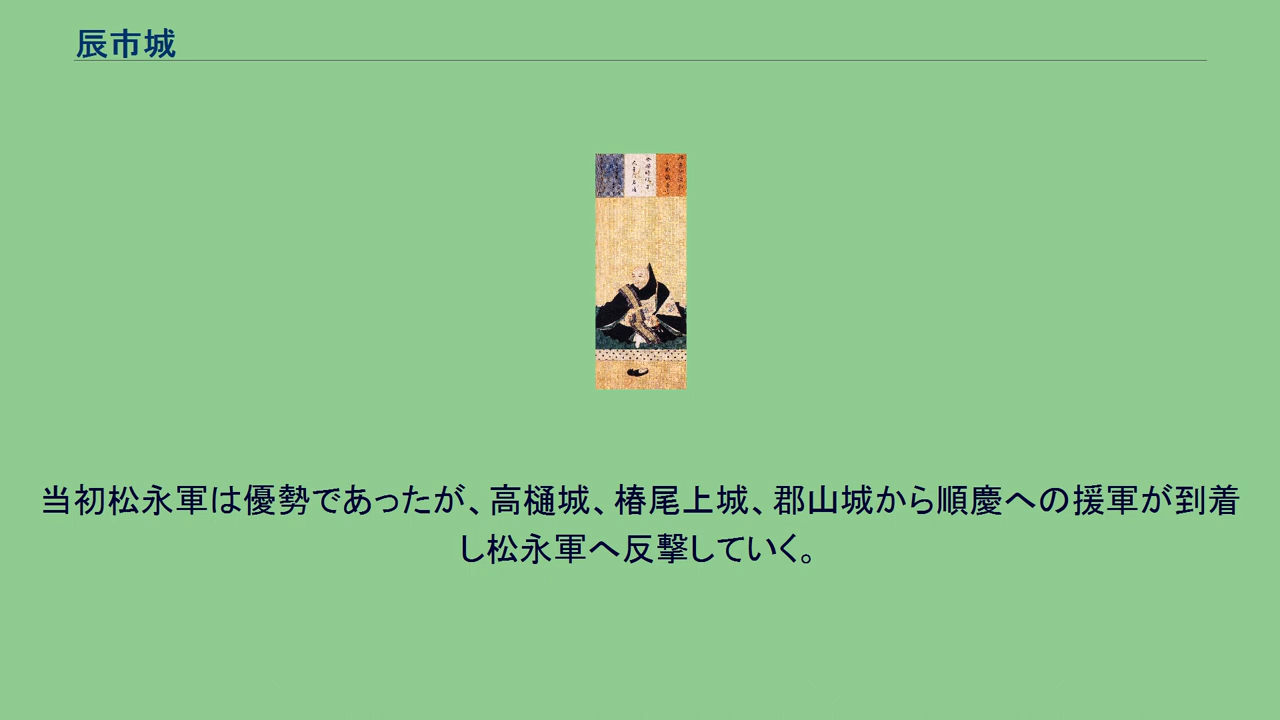 辰市城
当初松永軍は優勢であったが、高樋城、椿尾上城、郡山城から順慶への援軍が到着
し松永軍へ反撃していく。